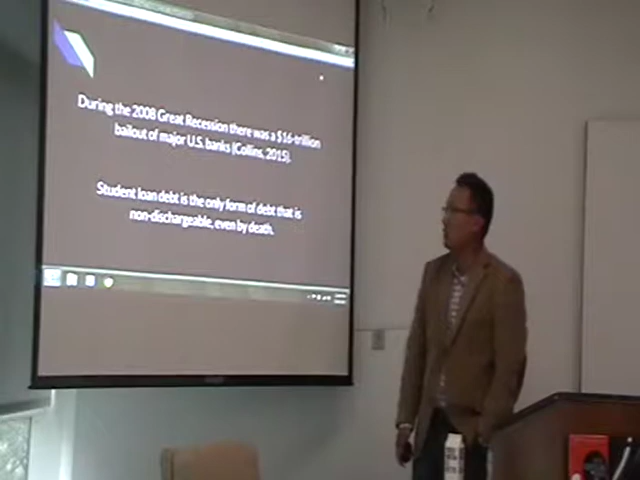 During the 2008 Great Recession there was a $16-trillion
bailout of major U.S. banks (Collins, 2015).
Student loan debt is the only form of debt that is
non-dischargeable, even by death.